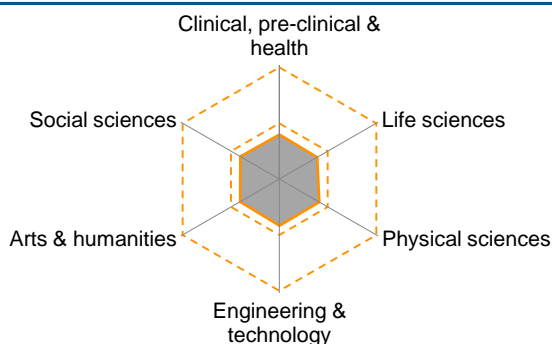 Clinical, pre-clinical &
health
Social sciences
Life sciences
Arts & humanities
Physical sciences
Engineering &
technology